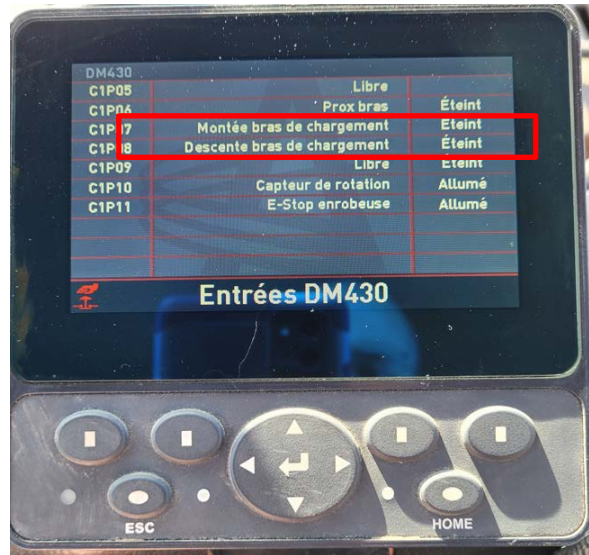 DM430
C1P05 Libre
C1P06 Prox bras Éteint
C1P07 Montée bras de chargement Éteint
C1P08 Descente bras de chargement Éteint
C1P09 Libre Éteint
C1P10 Capteur de rotation Allumé
C1P11 E-Stop enrobeuse Allumé
Entrées DM430
ESC HOME